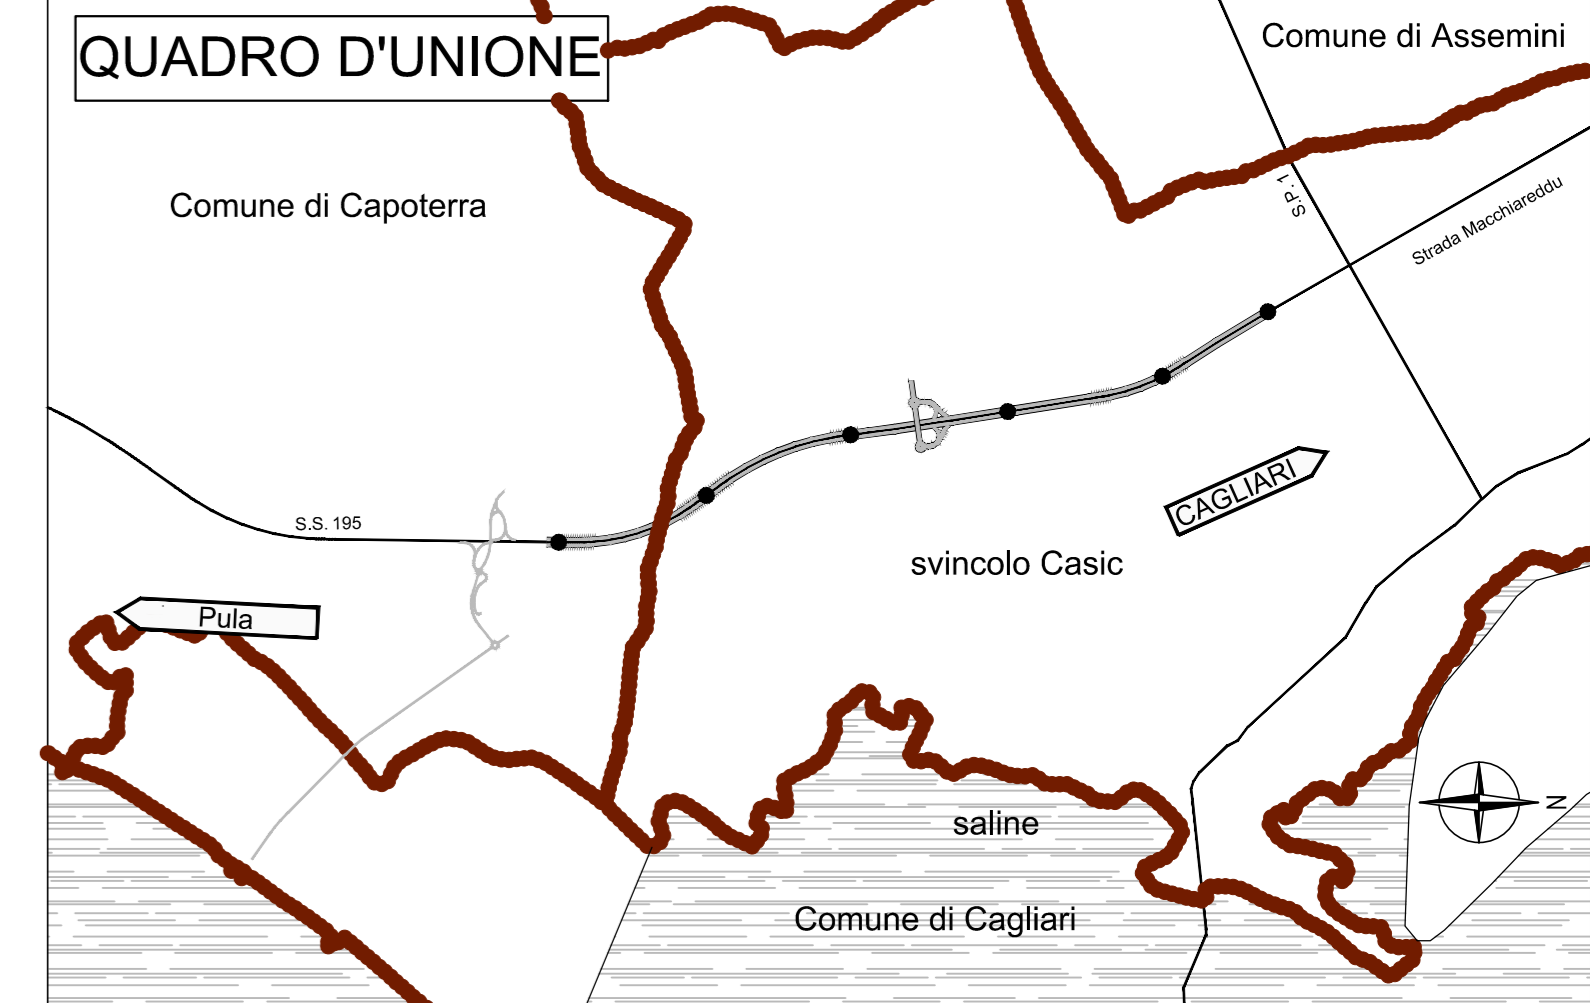 QUADRO D'UNIONE
Comune di Assemini
Comune di Capoterra
S.P. 1
Strada Macchiareddu
CAGLIARI
S.S. 195
svincolo Casic
Pula
N
saline
Comune di Cagliari